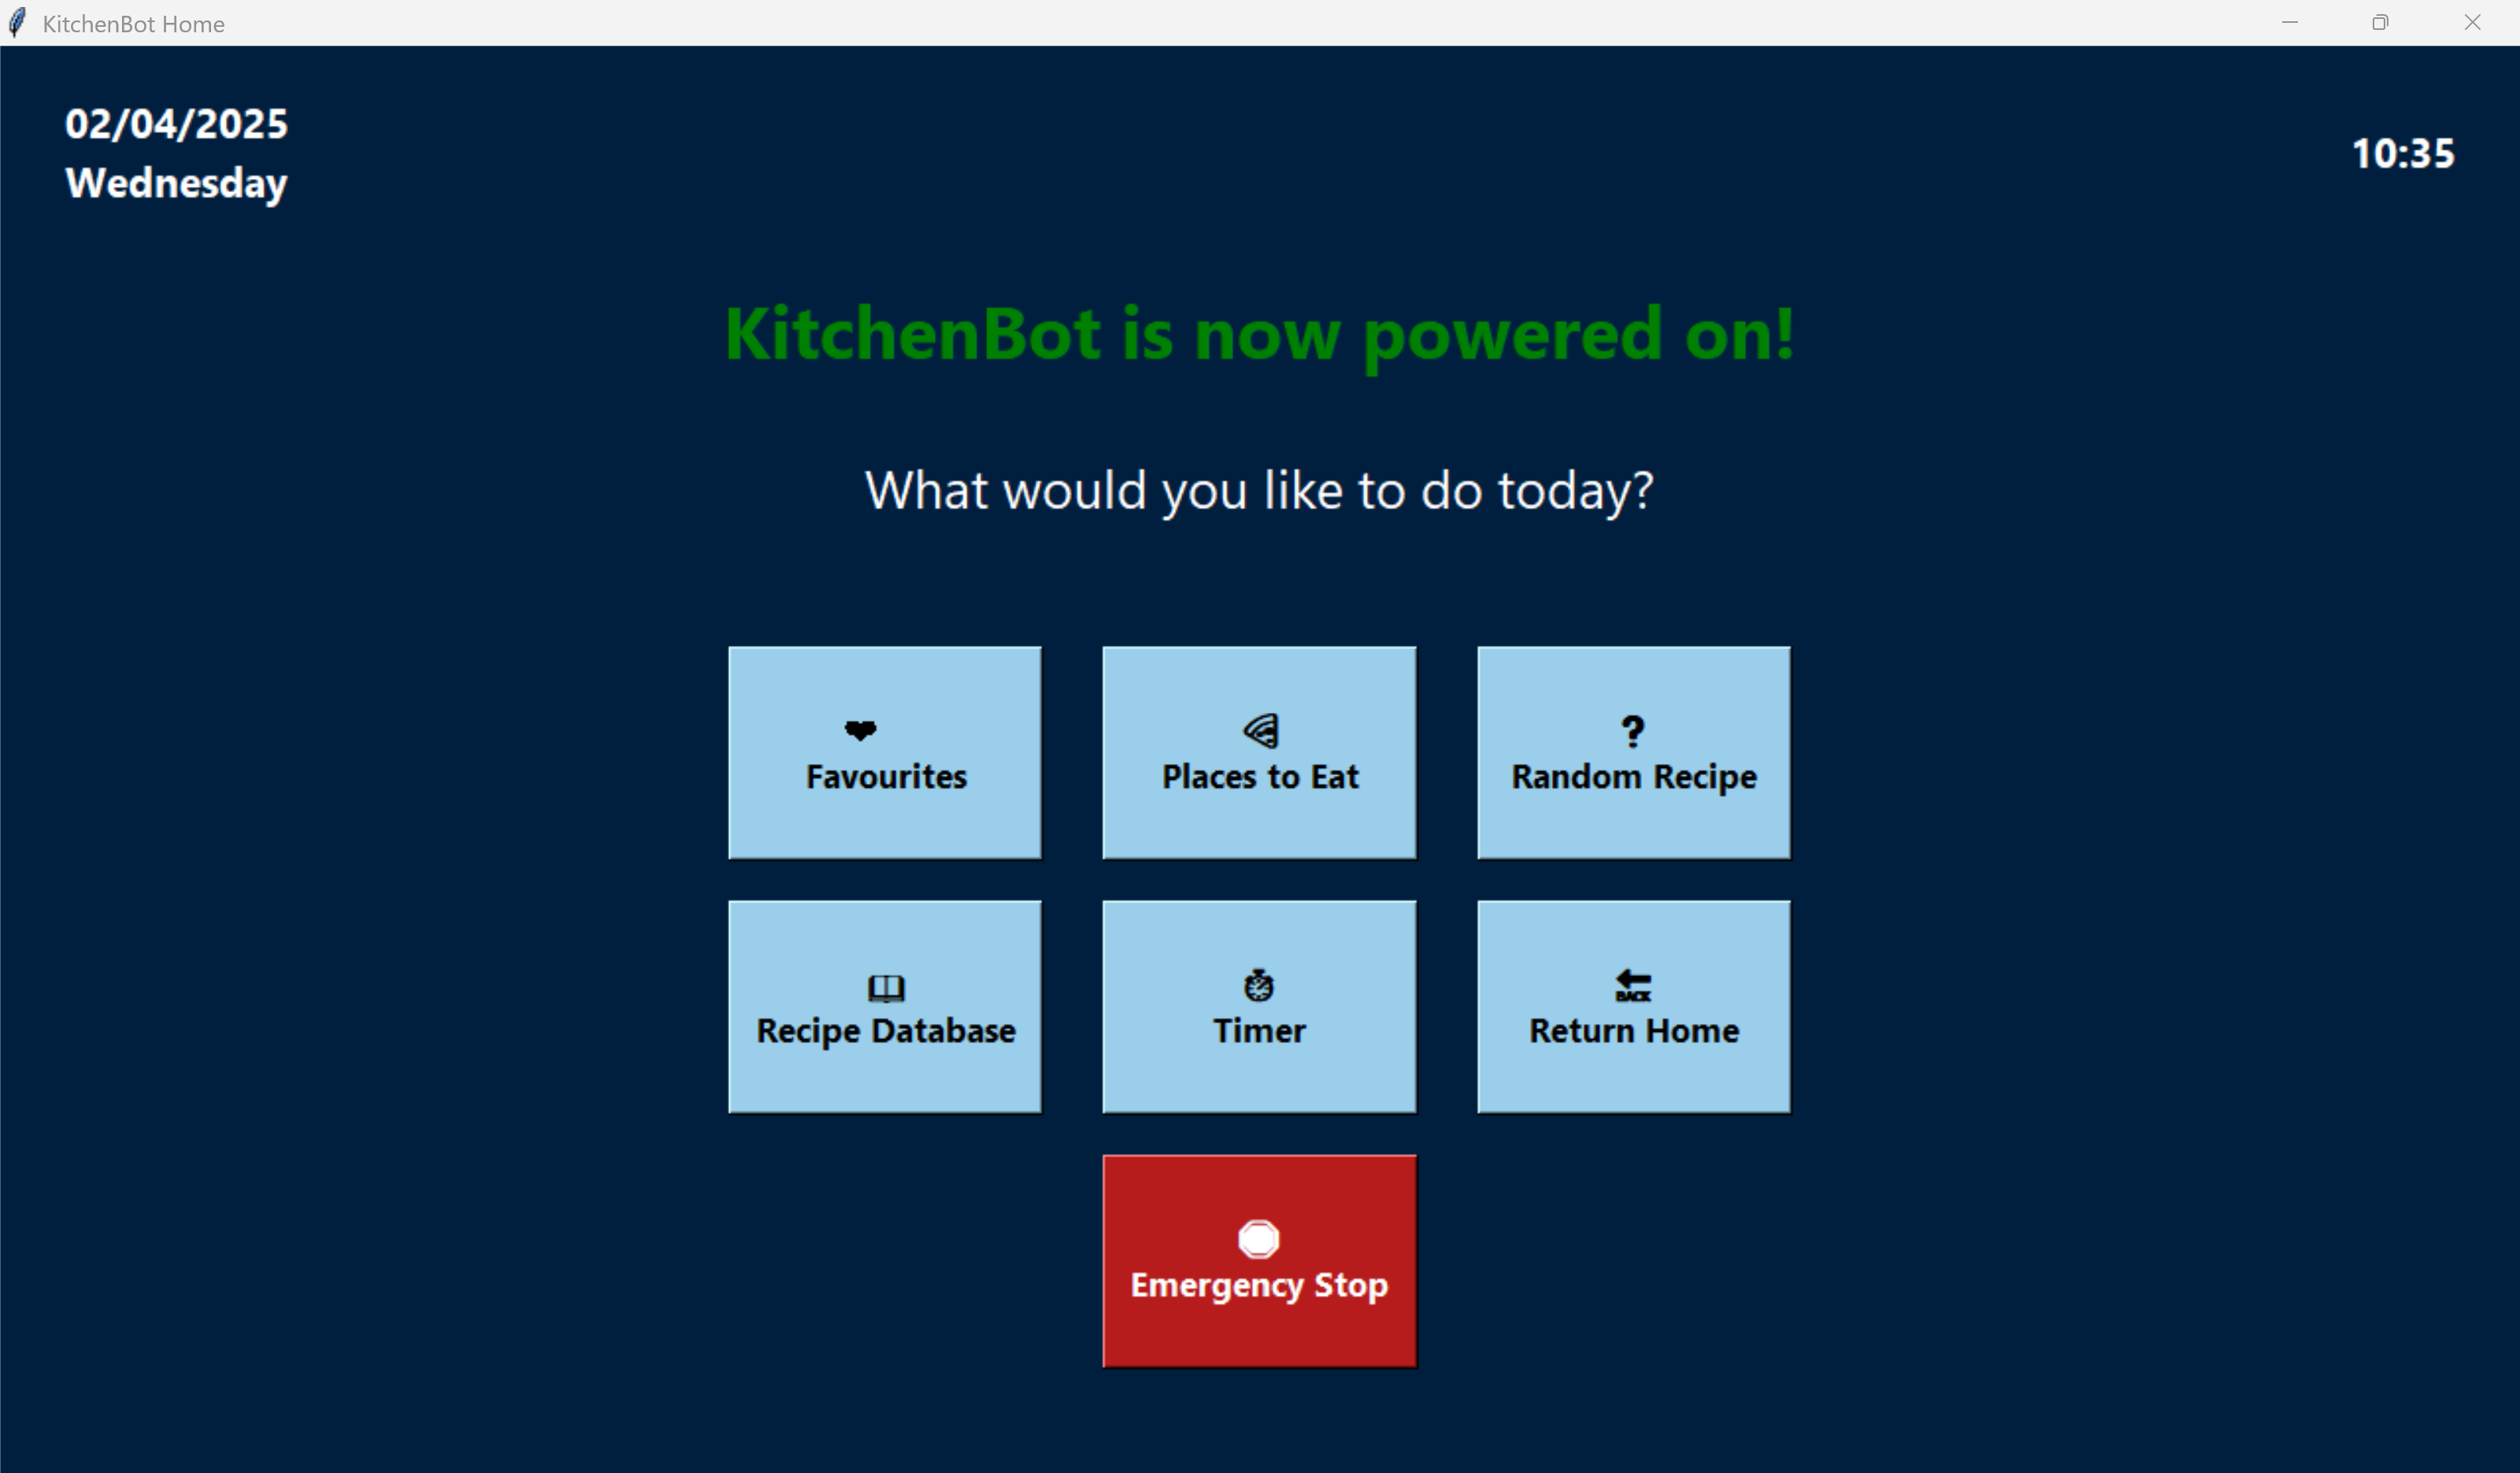 KitchenBot Home
02/04/2025
Wednesday
10:35
KitchenBot is now powered on!
What would you like to do today?
Favourites
Places to Eat
?
Random Recipe
Recipe Database
Timer
BACK
Return Home
Emergency Stop